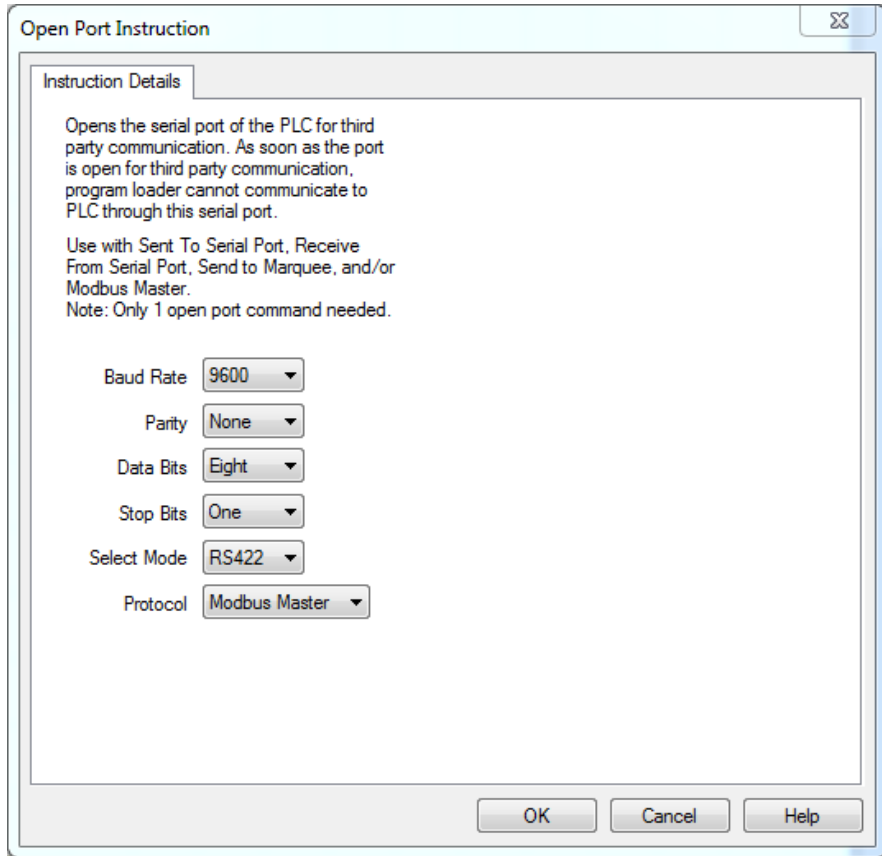 Open Port Instruction
Instruction Details
Opens the serial port of the PLC for third
party communication. As soon as the port
is open for third party communication,
program loader cannot communicate to
PLC through this serial port.
Use with Sent To Serial Port, Receive
From Serial Port, Send to Marquee, and/or
Modbus Master.
Note: Only 1 open port command needed.
Baud Rate 9600
Parity None
Data Bits Eight
Stop Bits One
Select Mode RS422
Protocol Modbus Master
OK Cancel Help